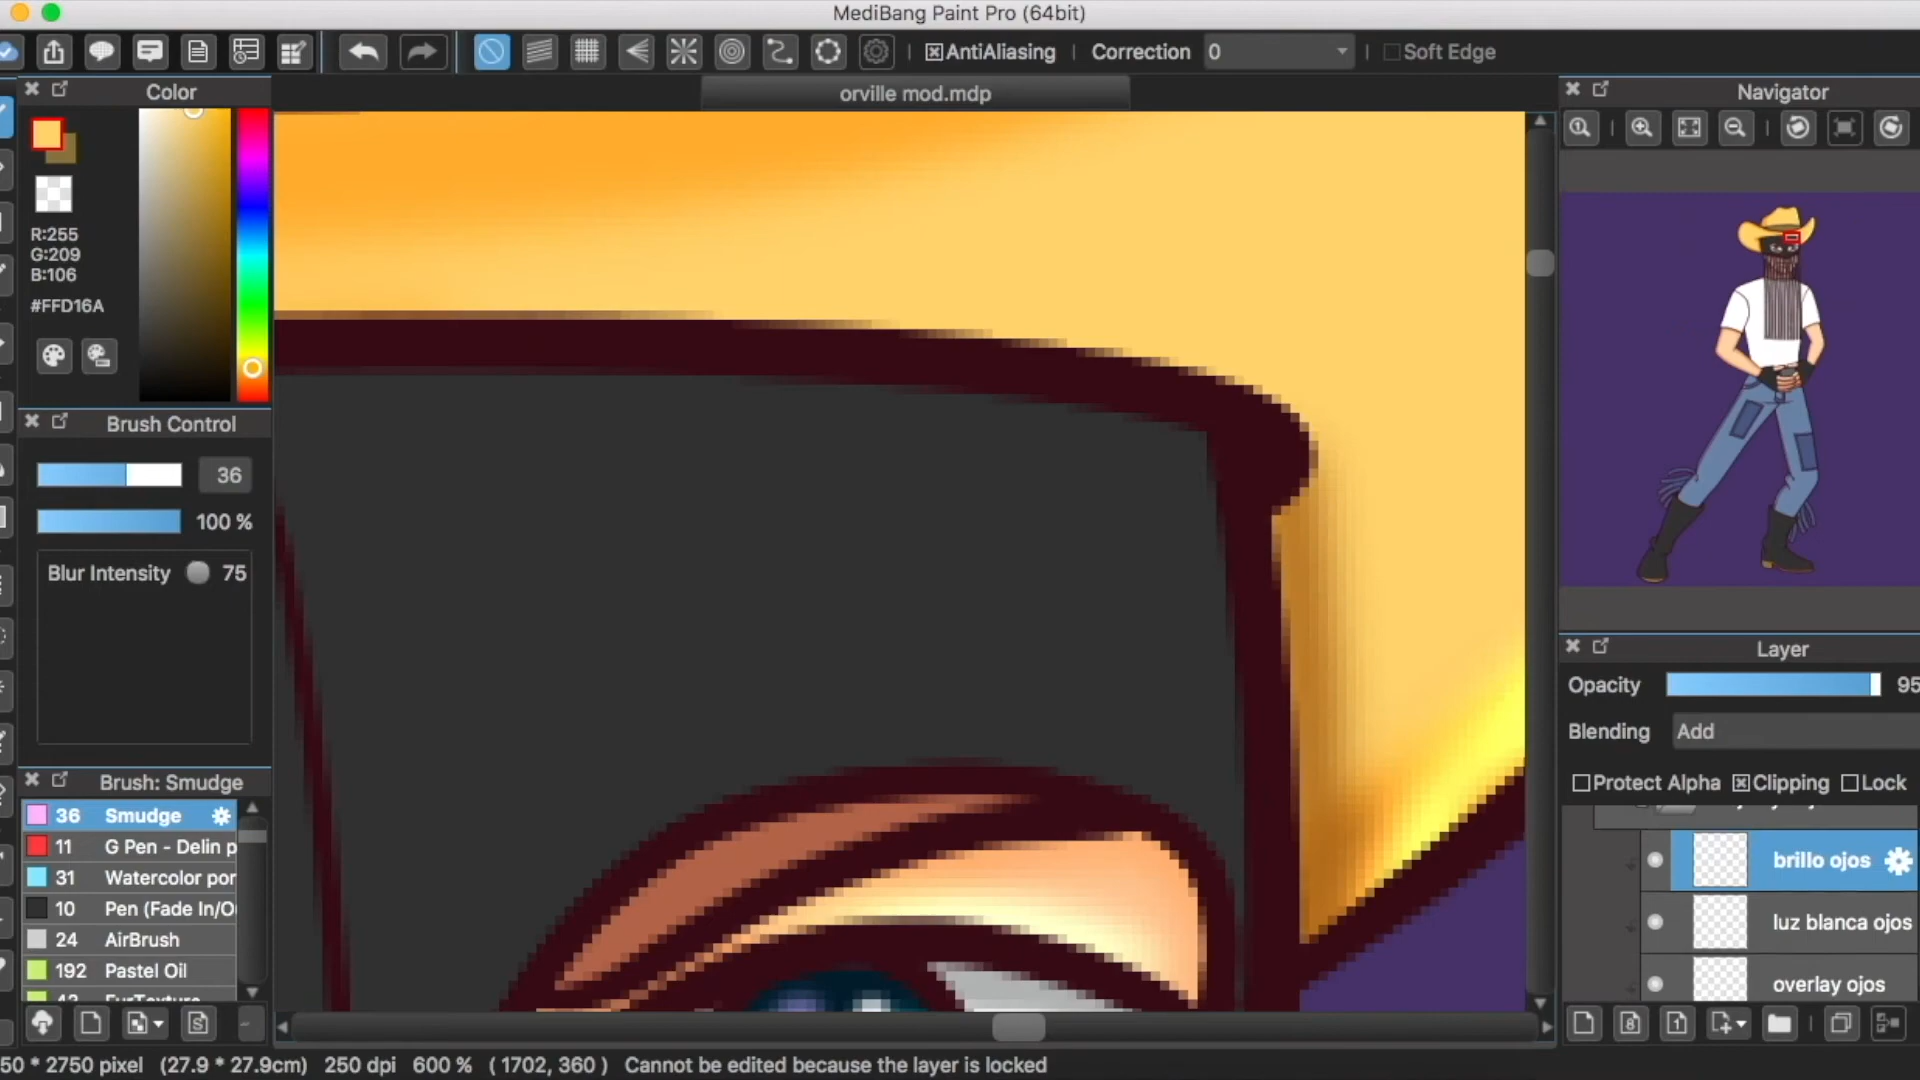 MediBang Paint Pro (64bit)
AntiAliasing Correction 0 Soft Edge
Color
orville mod.mdp
Navigator
R:255
G:209
B:106
#FFD16A
Brush Control
36
100 %
Blur Intensity 75
Brush: Smudge
36 Smudge
11 G Pen - Delin p
31 Watercolor por
10 Pen (Fade In/O
24 AirBrush
192 Pastel Oil
Layer
Opacity 95
Blending Add
Protect Alpha Clipping Lock
brillo ojos
luz blanca ojos
overlay ojos
50 * 2750 pixel (27.9 * 27.9cm) 250 dpi 600 % ( 1702, 360 ) Cannot be edited because the layer is locked